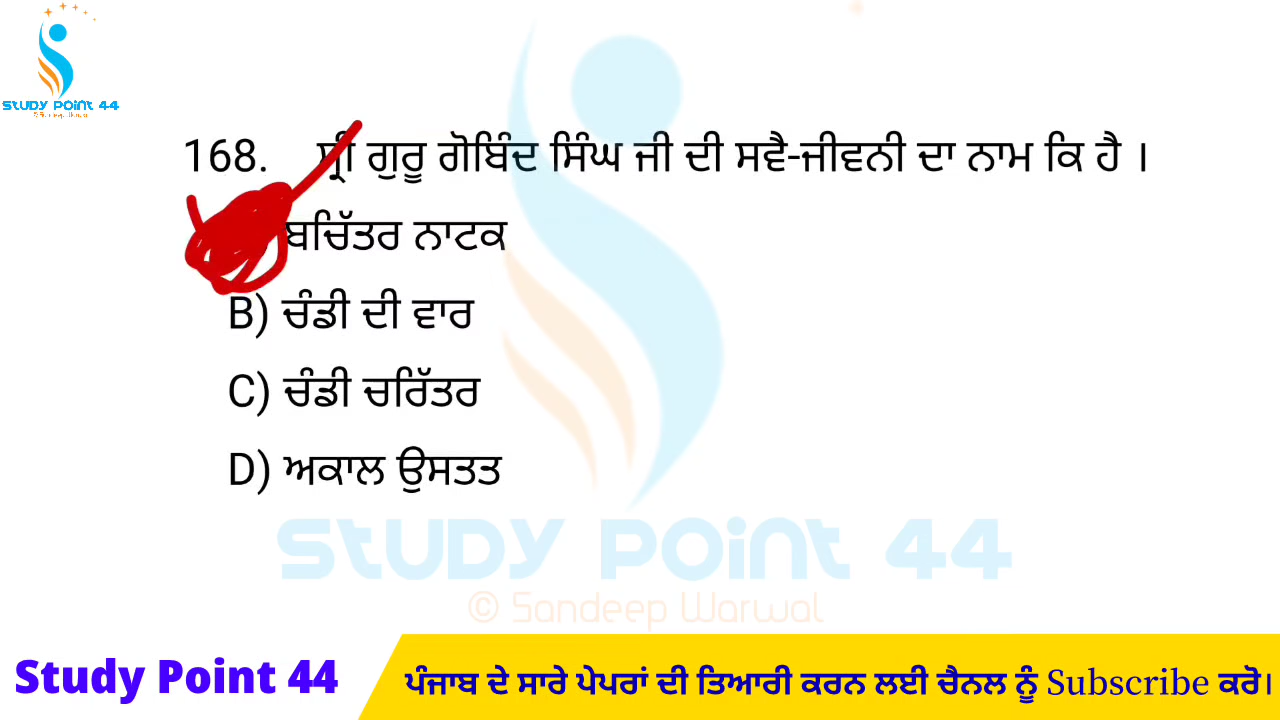 STUDY POINT 44
168. ਸ੍ਰੀ ਗੁਰੂ ਗੋਬਿੰਦ ਸਿੰਘ ਜੀ ਦੀ ਸਵੈ-ਜੀਵਨੀ ਦਾ ਨਾਮ ਕਿ ਹੈ ।
ਬਚਿੱਤਰ ਨਾਟਕ
B) ਚੰਡੀ ਦੀ ਵਾਰ
C) ਚੰਡੀ ਚਰਿੱਤਰ
D) ਅਕਾਲ ਉਸਤਤ
STUDY POINT 44
© Sandeep Warwal
Study Point 44
ਪੰਜਾਬ ਦੇ ਸਾਰੇ ਪੇਪਰਾਂ ਦੀ ਤਿਆਰੀ ਕਰਨ ਲਈ ਚੈਨਲ ਨੂੰ Subscribe ਕਰੋ।